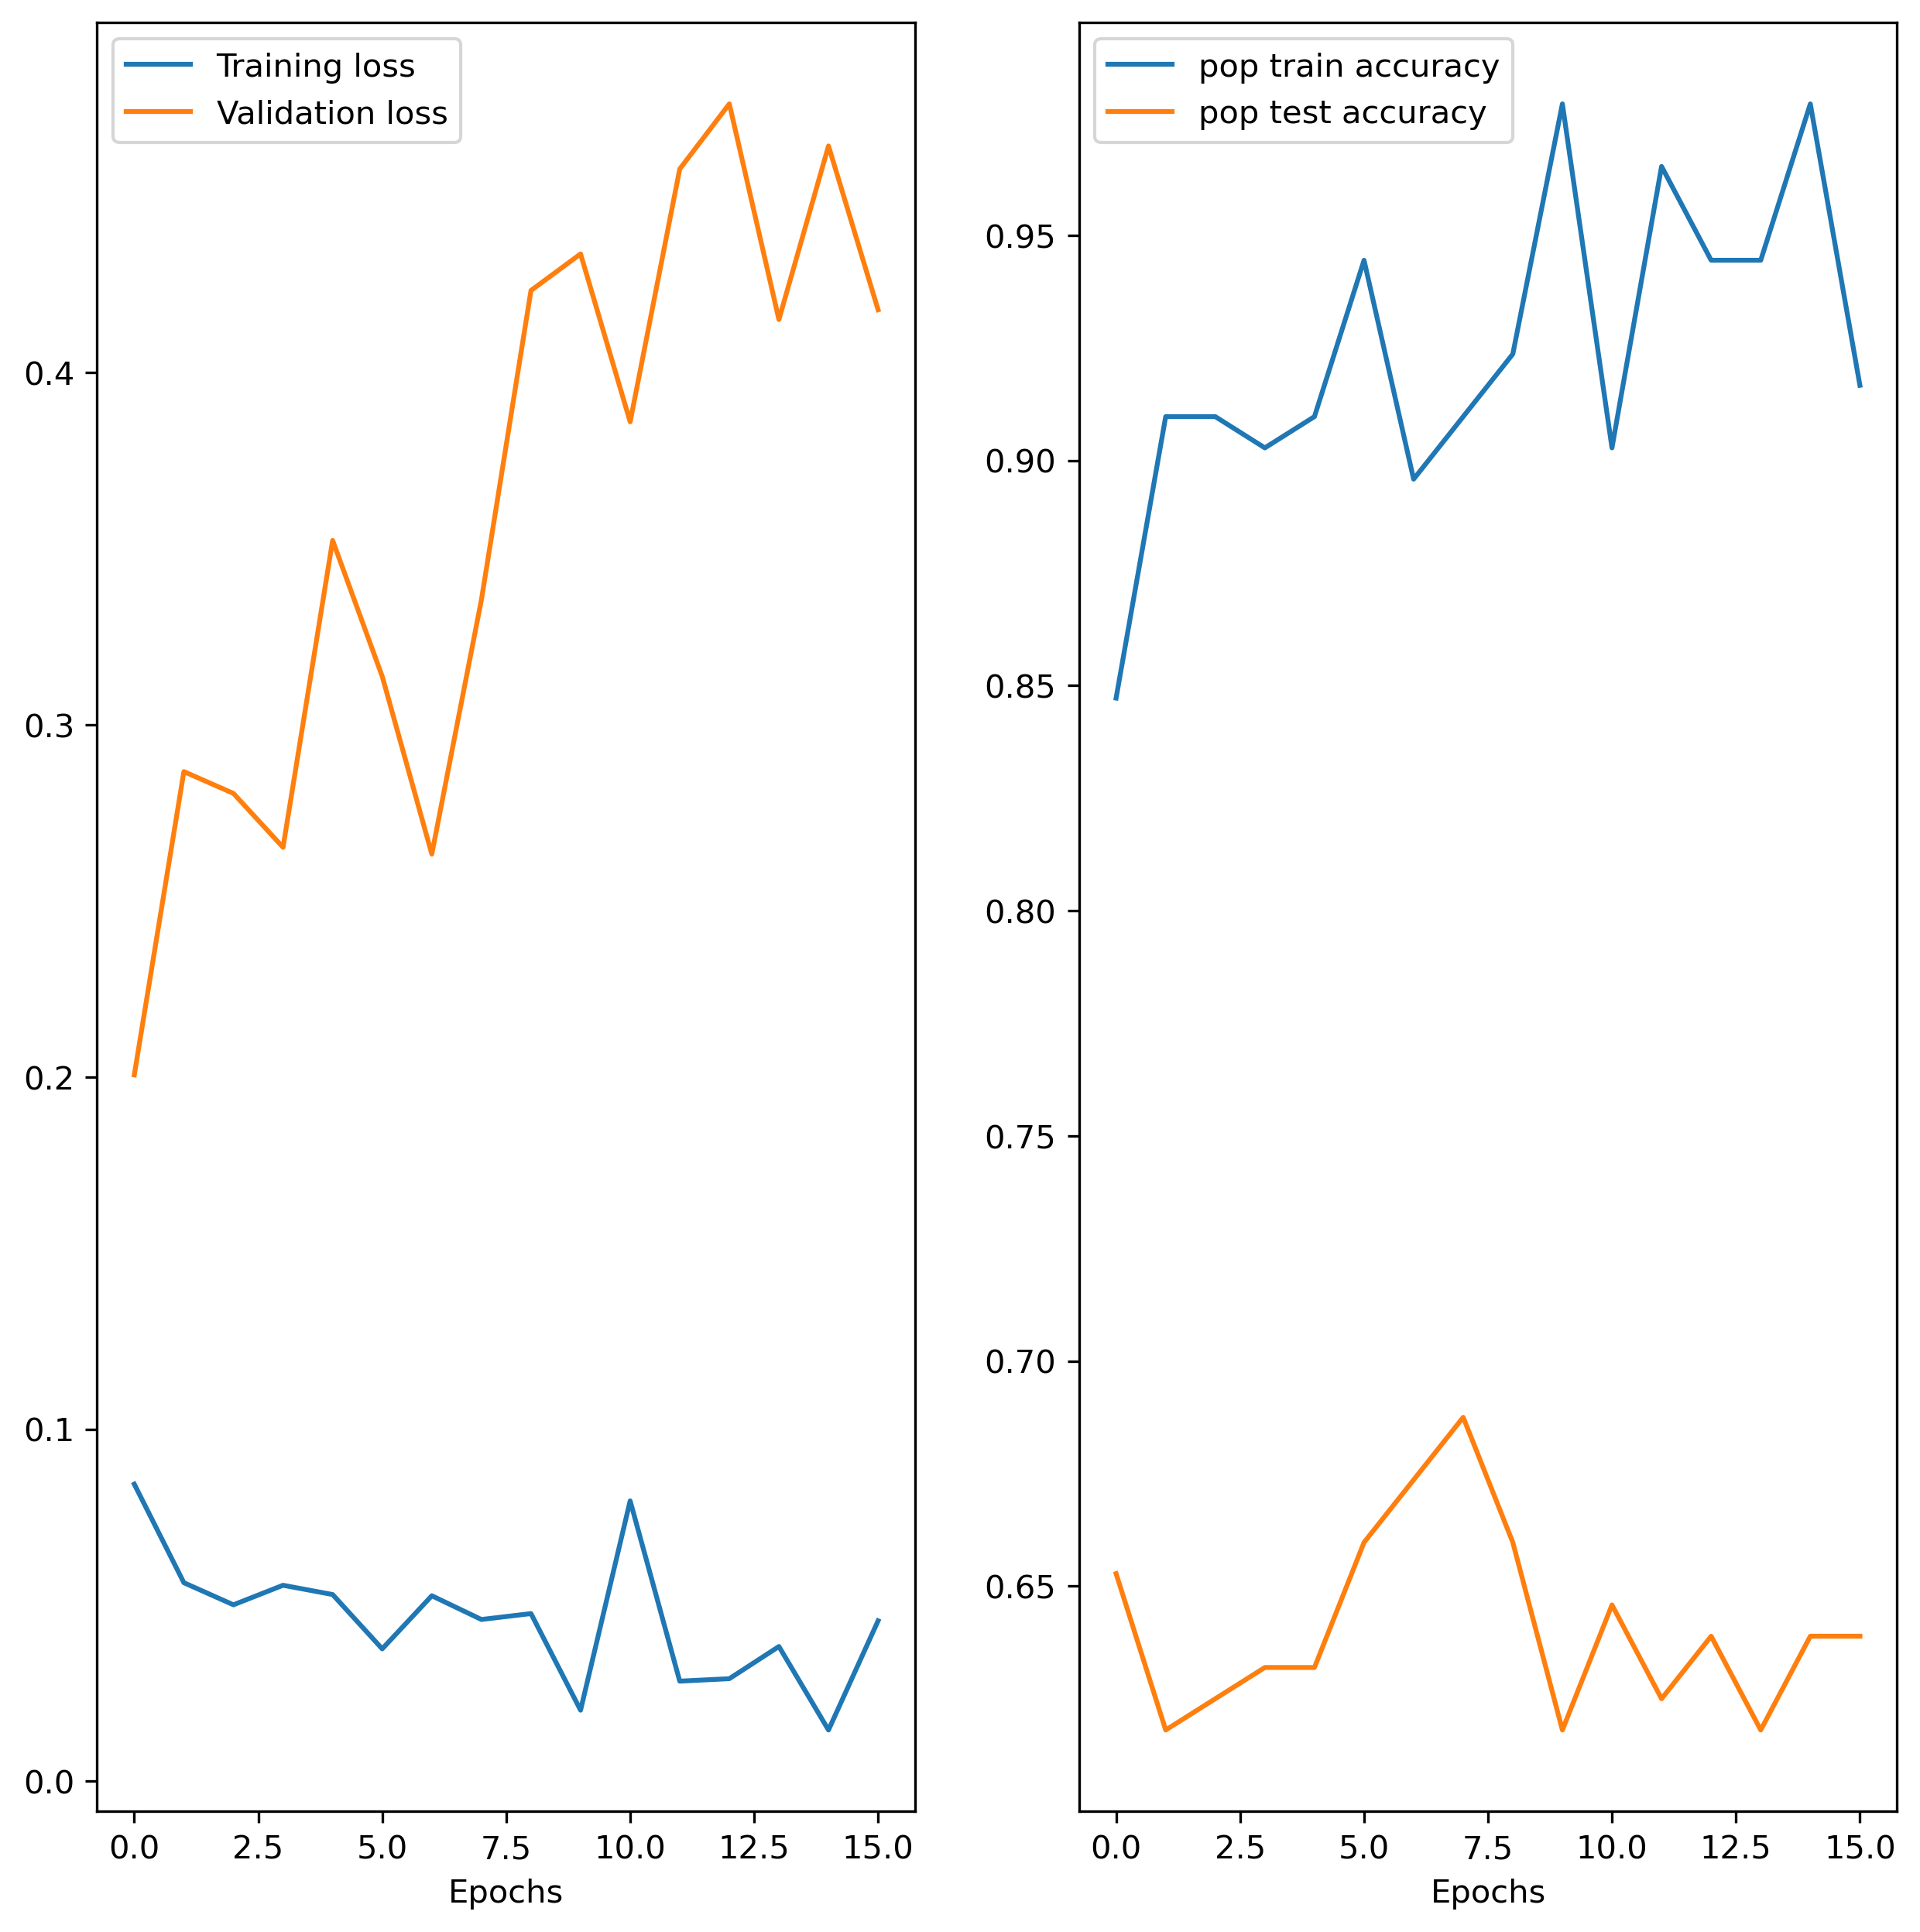 Training loss
Validation loss
0.4
0.3
0.2
0.1
0.0
0.0 2.5 5.0 7.5 10.0 12.5 15.0
Epochs
pop train accuracy
pop test accuracy
0.95
0.90
0.85
0.80
0.75
0.70
0.65
0.0 2.5 5.0 7.5 10.0 12.5 15.0
Epochs